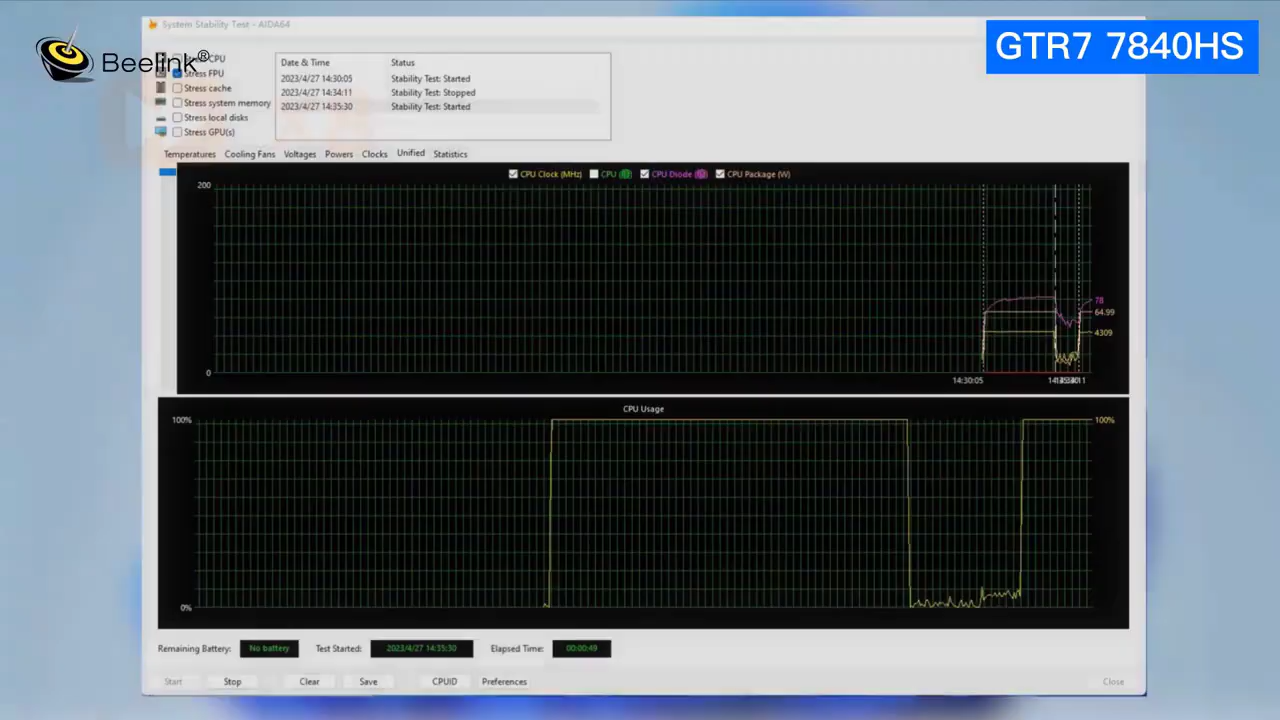 System Stability Test - AIDA64
Beelink®
GTR7 7840HS
CPU
Stress FPU
Stress cache
Stress system memory
Stress local disks
Stress GPU(s)
Date & Time Status
2023/4/27 14:30:05 Stability Test: Started
2023/4/27 14:34:11 Stability Test: Stopped
2023/4/27 14:35:30 Stability Test: Started
Temperatures Cooling Fans Voltages Powers Clocks Unified Statistics
CPU Clock (MHz) CPU CPU Diode CPU Package (W)
200
78
64.99
4309
0
14:30:05
CPU Usage
100% 100%
0%
Remaining Battery: No battery Test Started: 2023/4/27 14:35:30 Elapsed Time: 00:00:49
Start Stop Clear Save CPUID Preferences Close